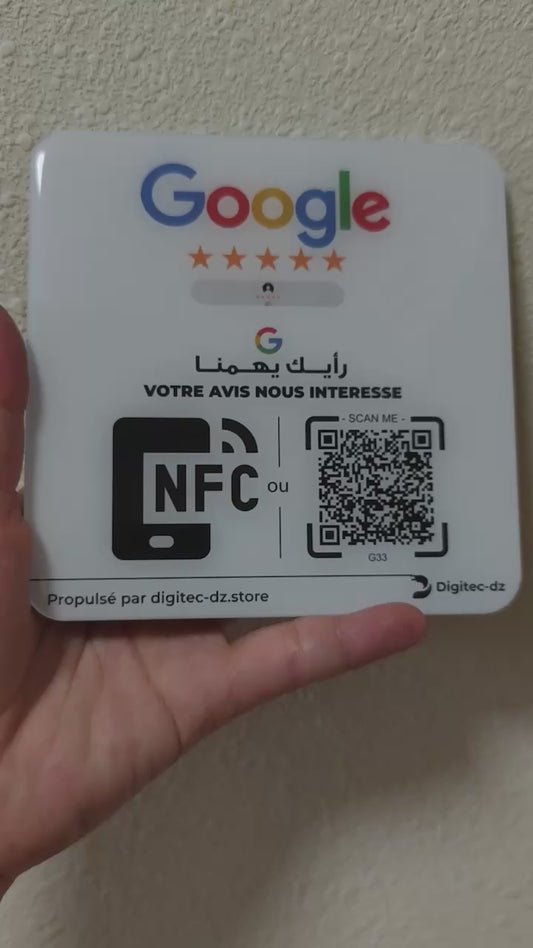 Google
رأيك يهمنا
VOTRE AVIS NOUS INTERESSE
- SCAN ME -
NFC
ou
G33
Propulsé par digitec-dz.store
Digitec-dz